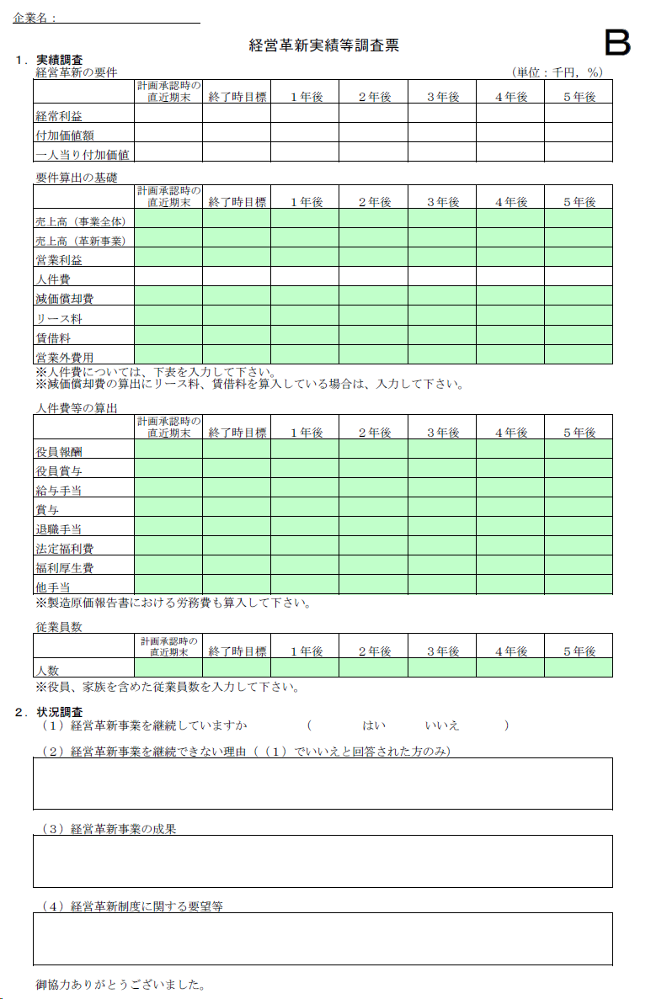 企業名：
経営革新実績等調査票
B
１．実績調査
経営革新の要件 （単位：千円，％）
計画承認時の
直近期末 終了時目標 １年後 ２年後 ３年後 ４年後 ５年後
経常利益
付加価値額
一人当り付加価値
要件算出の基礎
計画承認時の
直近期末 終了時目標 １年後 ２年後 ３年後 ４年後 ５年後
売上高（事業全体）
売上高（革新事業）
営業利益
人件費
減価償却費
リース料
賃借料
営業外費用
※人件費については、下表を入力して下さい。
※減価償却費の算出にリース料、賃借料を算入している場合は、入力して下さい。
人件費等の算出
計画承認時の
直近期末 終了時目標 １年後 ２年後 ３年後 ４年後 ５年後
役員報酬
役員賞与
給与手当
賞与
退職手当
法定福利費
福利厚生費
他手当
※製造原価報告書における労務費も算入して下さい。
従業員数
計画承認時の
直近期末 終了時目標 １年後 ２年後 ３年後 ４年後 ５年後
人数
※役員、家族を含めた従業員数を入力して下さい。
２．状況調査
（１）経営革新事業を継続していますか （ はい いいえ ）
（２）経営革新事業を継続できない理由（（１）でいいえと回答された方のみ）
（３）経営革新事業の成果
（４）経営革新制度に関する要望等
御協力ありがとうございました。